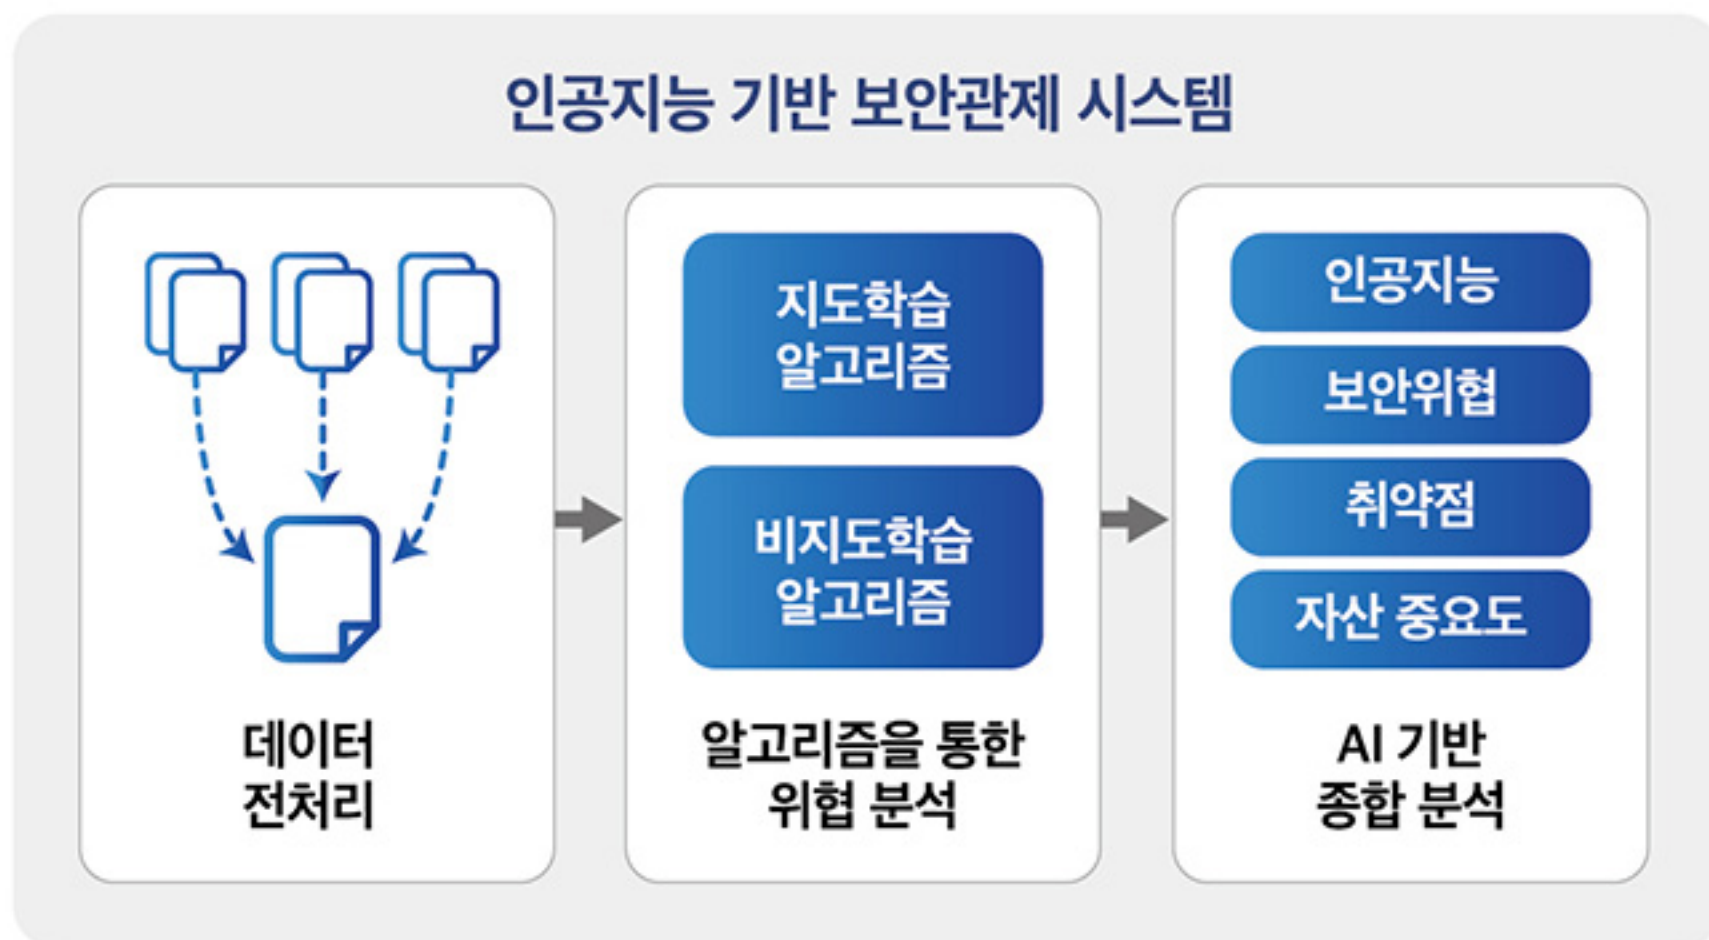 인공지능 기반 보안관제 시스템
데이터
전처리
지도학습
알고리즘
비지도학습
알고리즘
알고리즘을 통한
위협 분석
인공지능
보안위협
취약점
자산 중요도
AI 기반
종합 분석